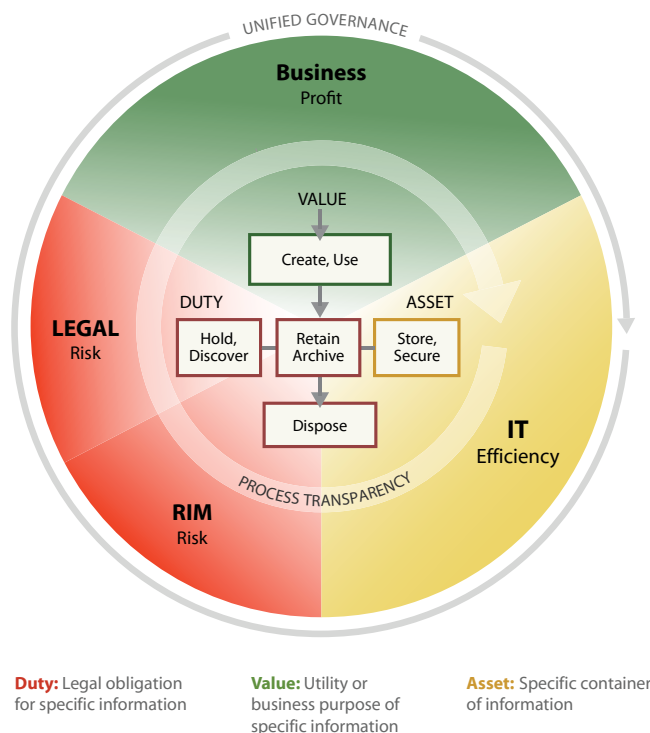 UNIFIED GOVERNANCE
Business
Profit
VALUE
Create, Use
DUTY
ASSET
Hold,
Discover
Retain
Archive
Store,
Secure
Dispose
LEGAL
Risk
IT
Efficiency
PROCESS TRANSPARENCY
RIM
Risk
Duty: Legal obligation
for specific information
Value: Utility or
business purpose of
specific information
Asset: Specific container
of information